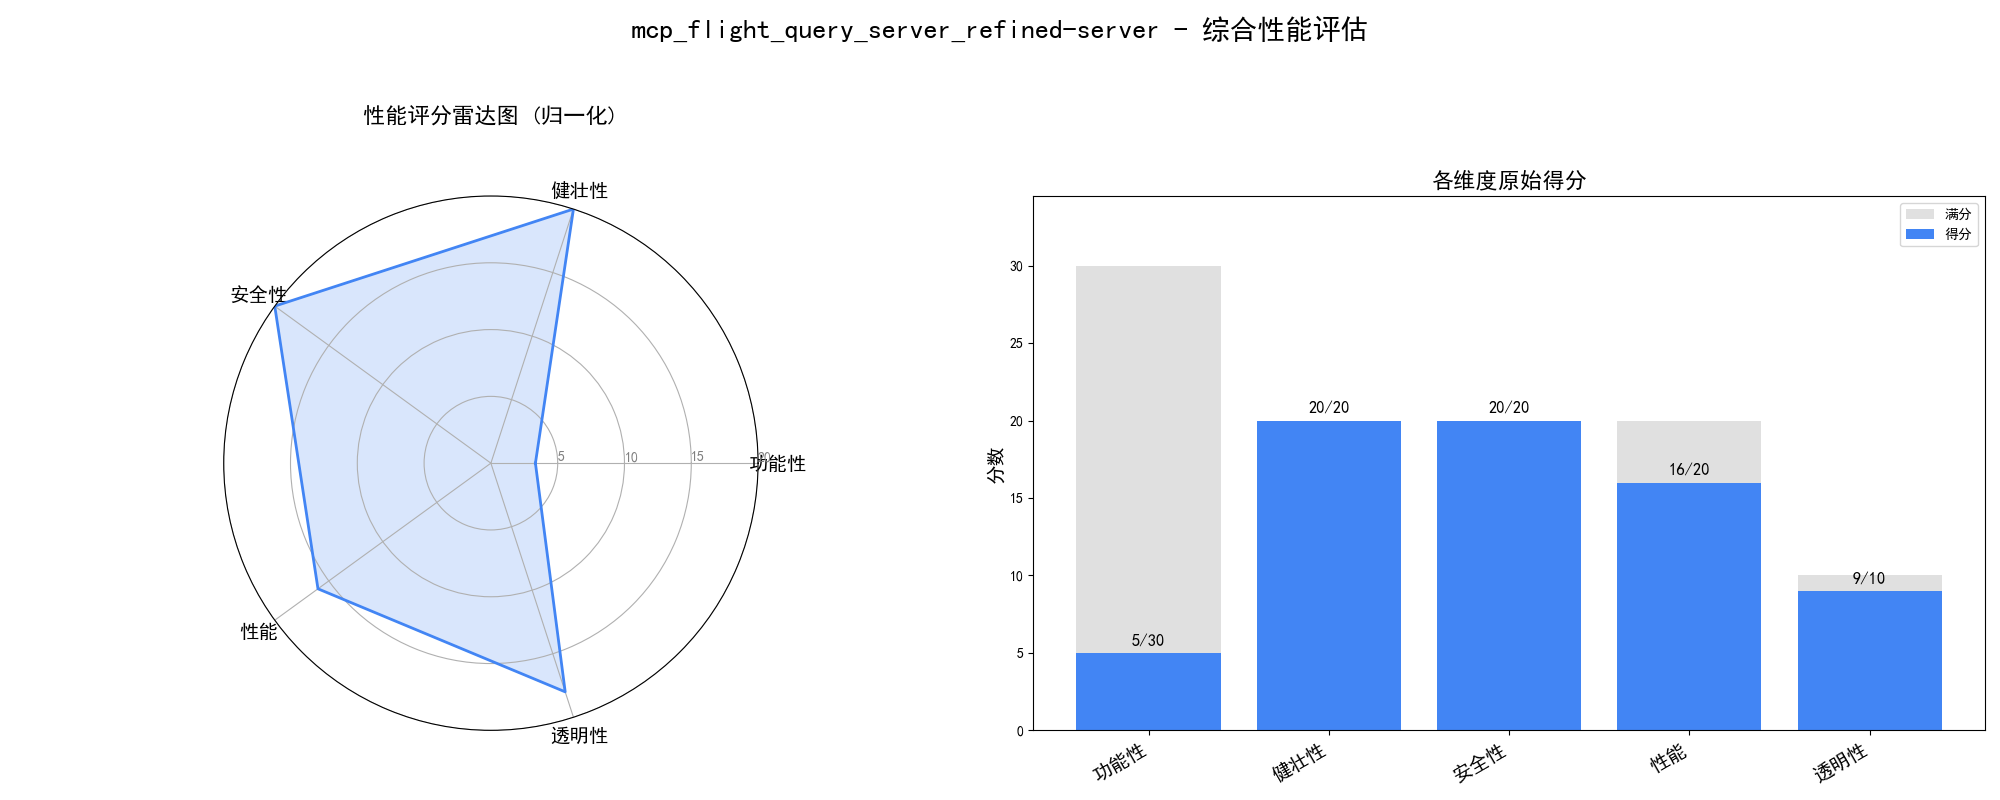 mcp_flight_query_server_refined-server - 综合性能评估
性能评分雷达图 (归一化)
健壮性
安全性
功能性
性能
透明性
5
10
15
20
各维度原始得分
满分
得分
分数
30
25
20
15
10
5
0
5/30
20/20
20/20
16/20
9/10
功能性
健壮性
安全性
性能
透明性